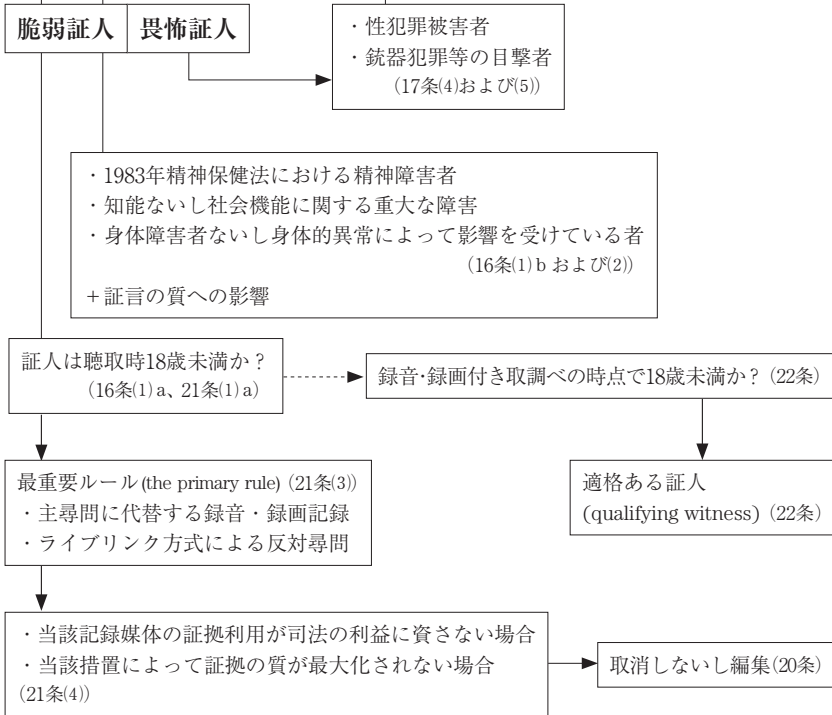 脆弱証人 畏怖証人
・性犯罪被害者
・銃器犯罪等の目撃者
(17条(4)および(5))
・1983年精神保健法における精神障害者
・知能ないし社会機能に関する重大な障害
・身体障害者ないし身体的異常によって影響を受けている者
(16条(1) b および(2))
+証言の質への影響
証人は聴取時18歳未満か?
(16条(1) a、21条(1) a)
録音・録画付き取調べの時点で18歳未満か?(22条)
最重要ルール(the primary rule)(21条(3))
・主尋問に代替する録音・録画記録
・ライブリンク方式による反対尋問
適格ある証人
(qualifying witness)(22条)
・当該記録媒体の証拠利用が司法の利益に資さない場合
・当該措置によって証拠の質が最大化されない場合
(21条(4))
取消しないし編集(20条)